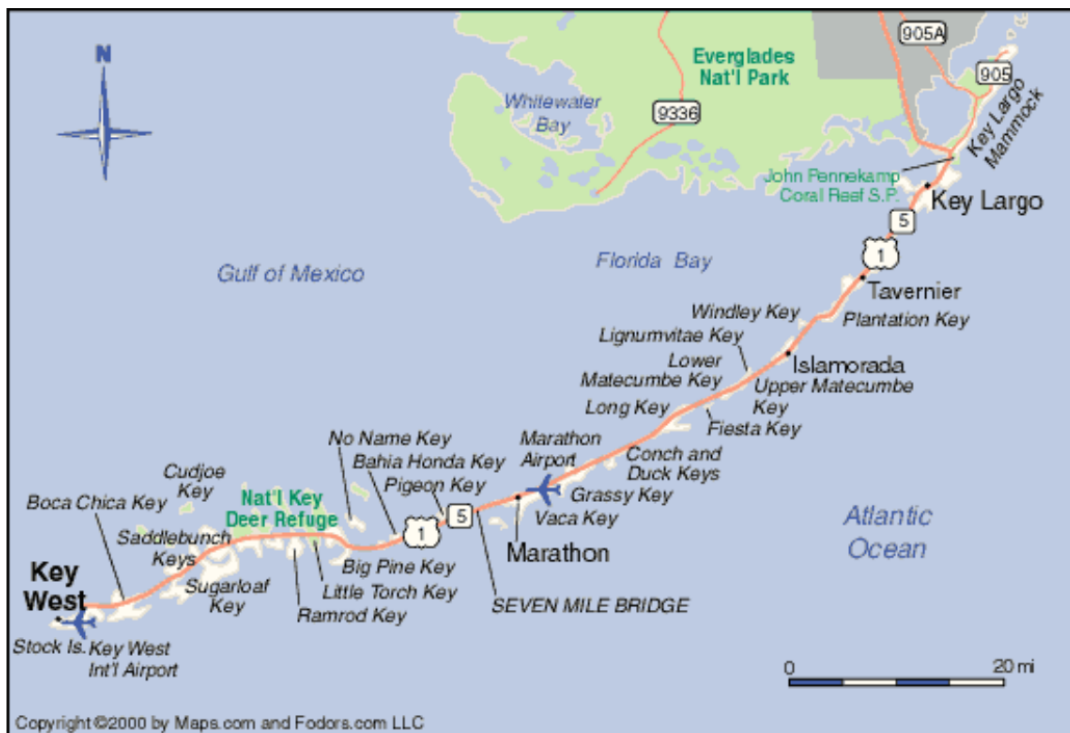 905A
N
Everglades
Nat'l Park
905
Whitewater
Bay
9336
Key Largo
Mammock
John Pennekamp
Coral Reef S.P.
Key Largo
5
1
Gulf of Mexico
Florida Bay
Tavernier
Windley Key
Plantation Key
Lignumvitae Key
Lower
Matecumbe Key
Islamorada
Upper Matecumbe
Key
Long Key
Fiesta Key
No Name Key
Marathon
Airport
Bahia Honda Key
Conch and
Duck Keys
Cudjoe
Key
Pigeon Key
Grassy Key
Boca Chica Key
Nat'l Key
Deer Refuge
5
1
Vaca Key
Atlantic
Ocean
Saddlebunch
Keys
Marathon
Key
West
Big Pine Key
Sugarloaf
Key
Little Torch Key
SEVEN MILE BRIDGE
Ramrod Key
Stock Is.
Key West
Int'l Airport
0
20 mi
Copyright ©2000 by Maps.com and Fodors.com LLC